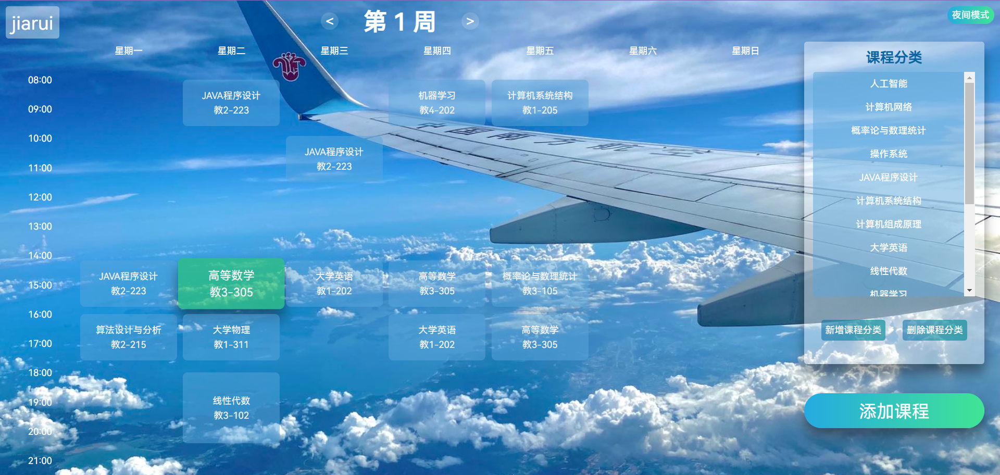 jiarui
<
第 1 周
>
夜间模式
星期一
星期二
星期三
星期四
星期五
星期六
星期日
08:00
09:00
10:00
11:00
12:00
13:00
14:00
15:00
16:00
17:00
18:00
19:00
20:00
21:00
JAVA程序设计
教2-223
机器学习
教4-202
计算机系统结构
教1-205
JAVA程序设计
教2-223
JAVA程序设计
教2-223
高等数学
教3-305
大学英语
教1-202
高等数学
教3-305
概率论与数理统计
教3-105
算法设计与分析
教2-215
大学物理
教1-311
大学英语
教1-202
高等数学
教3-305
线性代数
教3-102
中国南方航空
课程分类
人工智能
计算机网络
概率论与数理统计
操作系统
JAVA程序设计
计算机系统结构
计算机组成原理
大学英语
线性代数
机器学习
新增课程分类
删除课程分类
添加课程